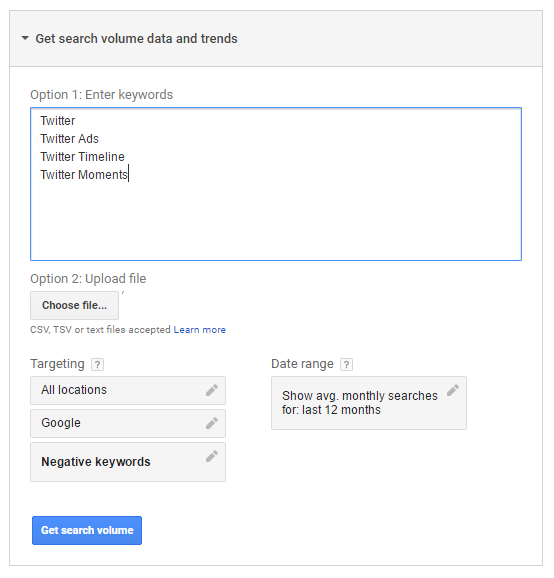 Get search volume data and trends
Option 1: Enter keywords
Twitter
Twitter Ads
Twitter Timeline
Twitter Moments
Option 2: Upload file
Choose file...
CSV, TSV or text files accepted Learn more
Targeting ?
Date range ?
All locations
Google
Negative keywords
Show avg. monthly searches
for: last 12 months
Get search volume